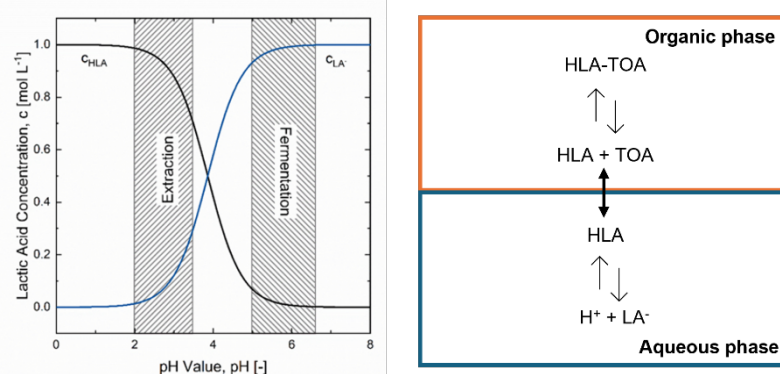 Lactic Acid Concentration, c [mol L⁻¹]
1.0
0.8
0.6
0.4
0.2
0.0
c_HLA
c_LA⁻
Extraction
Fermentation
0
2
4
6
8
pH Value, pH [-]
Organic phase
HLA-TOA
HLA + TOA
HLA
H⁺ + LA⁻
Aqueous phase